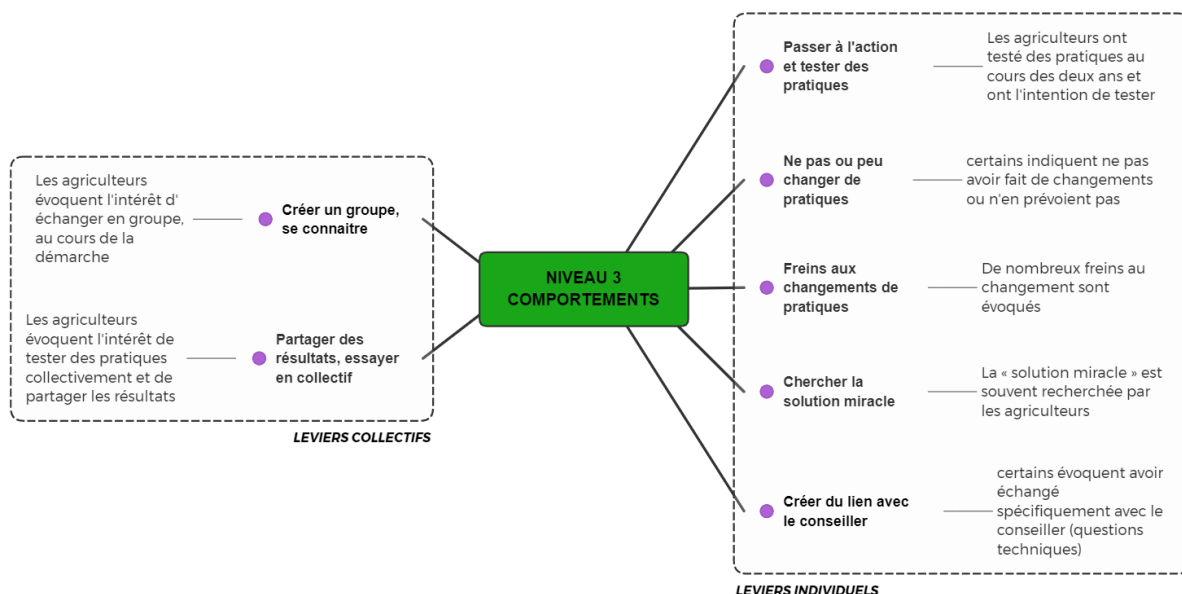 Les agriculteurs
évoquent l'intérêt d'
échanger en groupe,
au cours de la
démarche
Créer un groupe,
se connaitre
Les agriculteurs
évoquent l'intérêt de
tester des pratiques
collectivement et de
partager les résultats
Partager des
résultats, essayer
en collectif
LEVIERS COLLECTIFS
NIVEAU 3
COMPORTEMENTS
Passer à l'action
et tester des
pratiques
Les agriculteurs ont
testé des pratiques au
cours des deux ans et
ont l'intention de tester
Ne pas ou peu
changer de
pratiques
certains indiquent ne pas
avoir fait de changements
ou n'en prévoient pas
Freins aux
changements de
pratiques
De nombreux freins au
changement sont
évoqués
Chercher la
solution miracle
La « solution miracle » est
souvent recherchée par
les agriculteurs
Créer du lien avec
le conseiller
certains évoquent avoir
échangé
spécifiquement avec le
conseiller (questions
techniques)
LEVIERS INDIVIDUELS